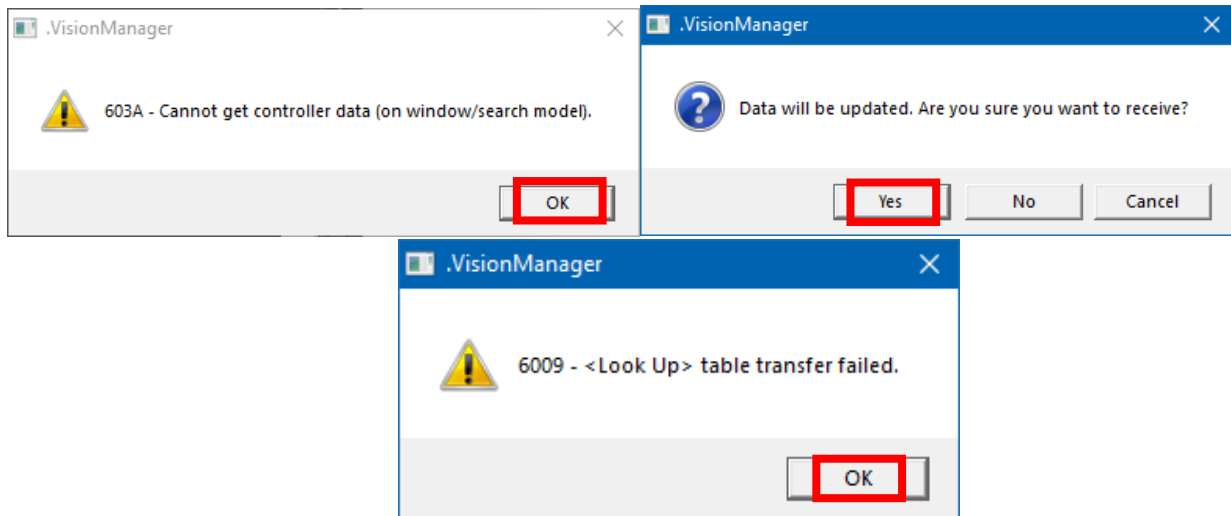 .VisionManager
603A - Cannot get controller data (on window/search model).
OK
.VisionManager
Data will be updated. Are you sure you want to receive?
Yes No Cancel
.VisionManager
6009 - <Look Up> table transfer failed.
OK